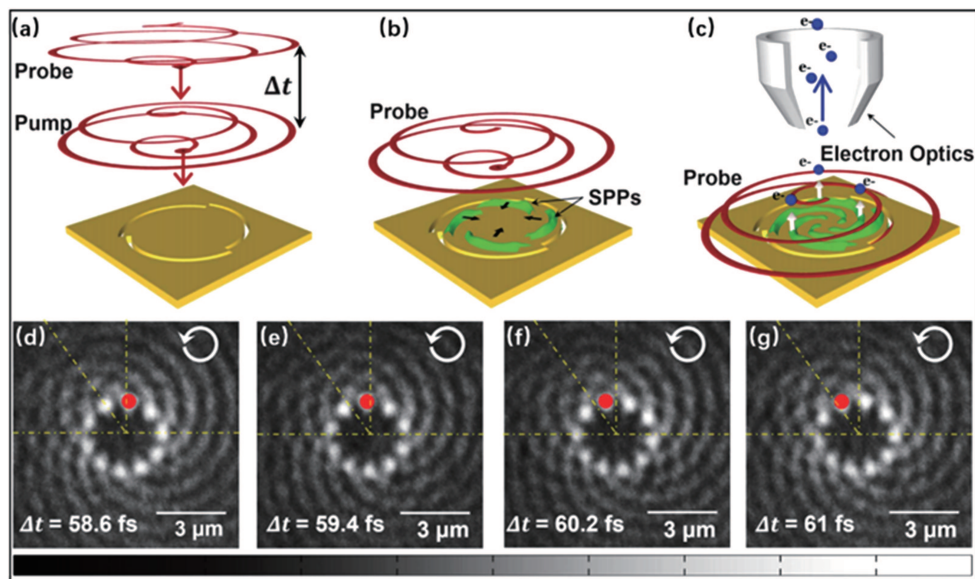 (a)
Probe
Δt
Pump
(b)
Probe
SPPs
(c)
e-
e-
e-
e-
Electron Optics
e-
Probe
e-
e-
(d)
Δt = 58.6 fs
3 μm
(e)
Δt = 59.4 fs
3 μm
(f)
Δt = 60.2 fs
3 μm
(g)
Δt = 61 fs
3 μm